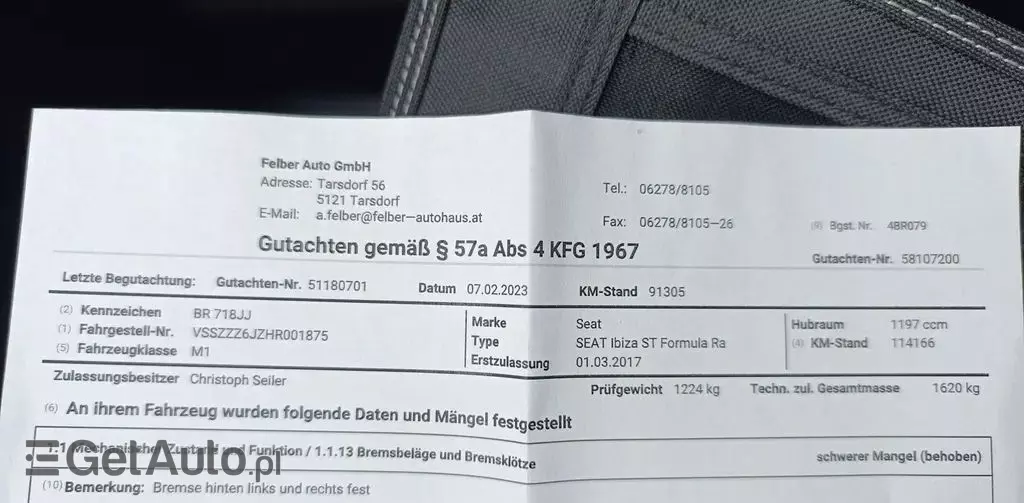 Felber Auto GmbH
Adresse: Tarsdorf 56
5121 Tarsdorf
E-Mail: a.felber@felber-autohaus.at
Tel.: 06278/8105
Fax: 06278/8105-26
(9) Bgst. Nr. 4BR079
Gutachten gemäß § 57a Abs 4 KFG 1967
Gutachten-Nr. 58107200
Letzte Begutachtung: Gutachten-Nr. 51180701 Datum 07.02.2023 KM-Stand 91305
(2) Kennzeichen BR 718JJ
(1) Fahrgestell-Nr. VSSZZZ6JZHR001875
(5) Fahrzeugklasse M1
Marke Seat
Type SEAT Ibiza ST Formula Ra
Erstzulassung 01.03.2017
Hubraum 1197 ccm
(4) KM-Stand 114166
Zulassungsbesitzer Christoph Seiler
Prüfgewicht 1224 kg Techn. zul. Gesamtmasse 1620 kg
(6) An ihrem Fahrzeug wurden folgende Daten und Mängel festgestellt
1.1 Mechanischer Zustand und Funktion / 1.1.13 Bremsbeläge und Bremsklötze schwerer Mangel (behoben)
(10) Bemerkung: Bremse hinten links und rechts fest
GetAuto.pl